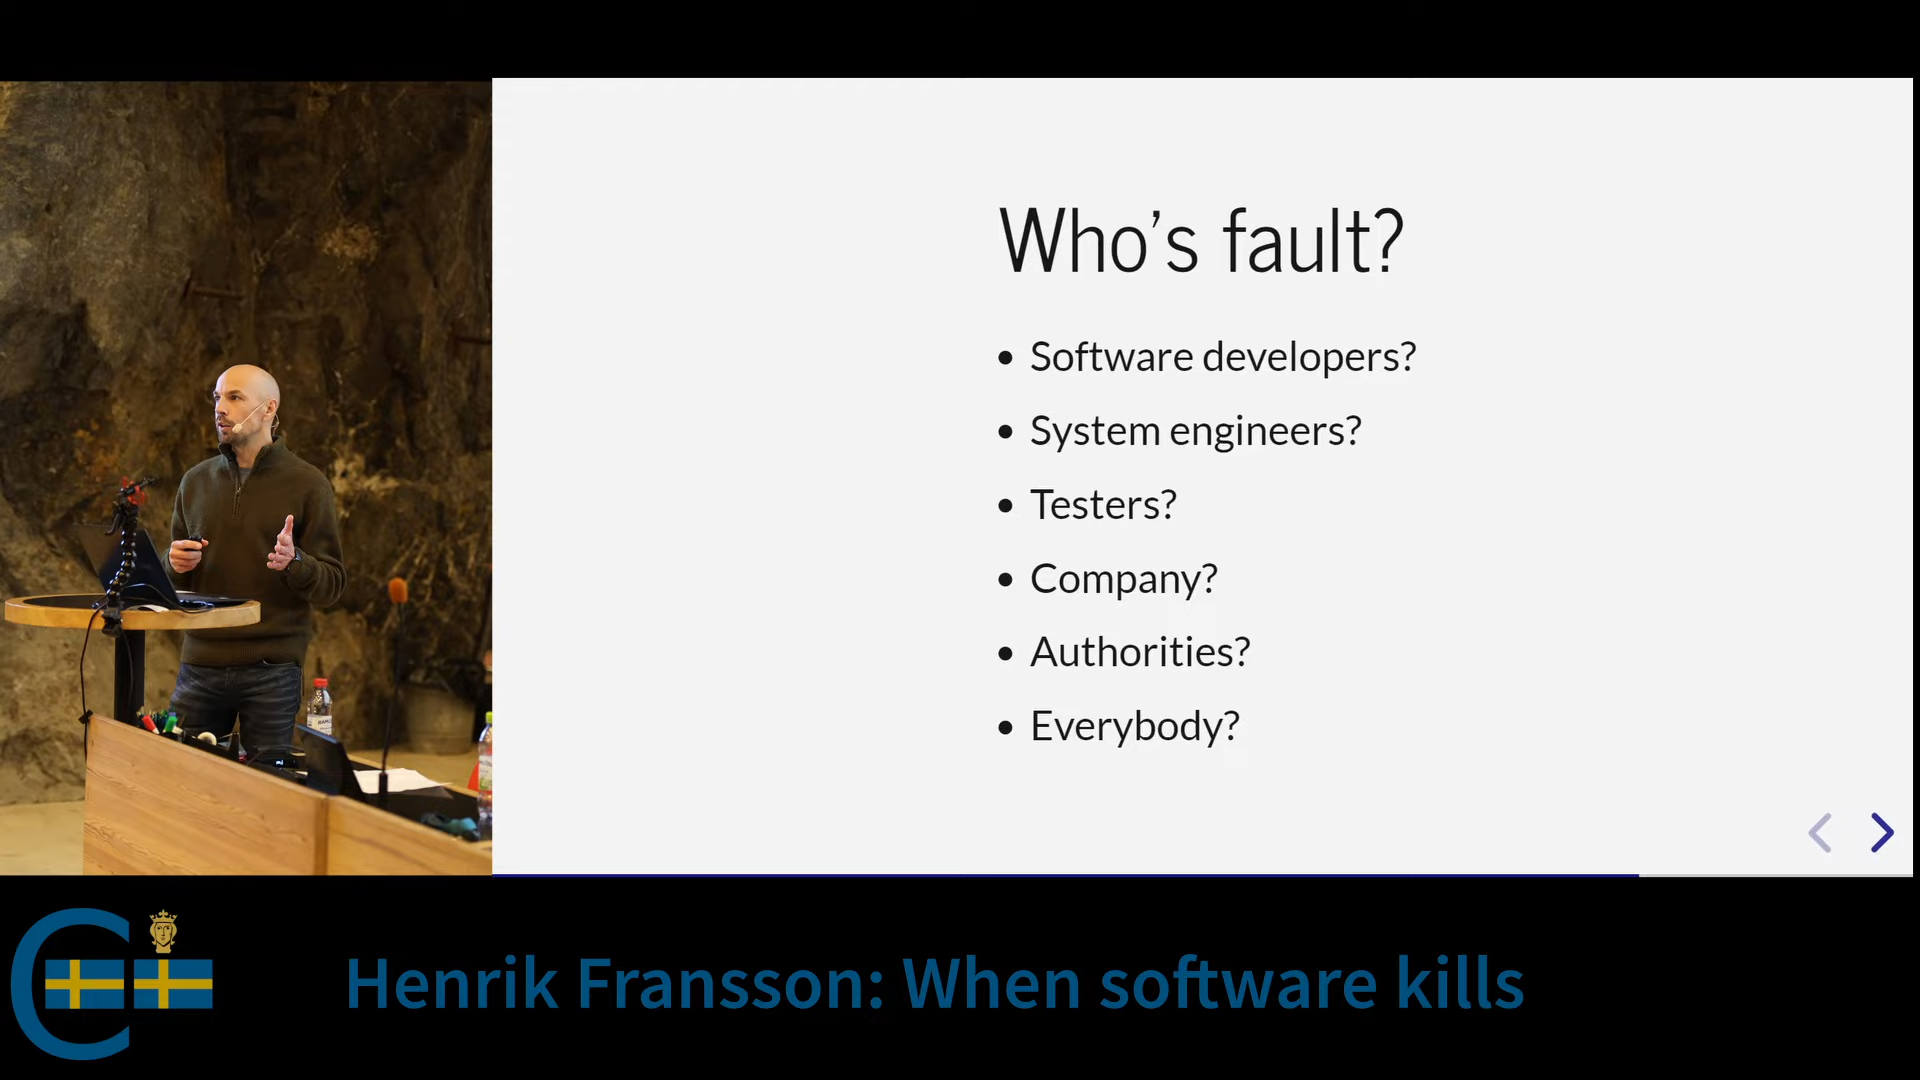 Who's fault?
• Software developers?
• System engineers?
• Testers?
• Company?
• Authorities?
• Everybody?
Henrik Fransson: When software kills